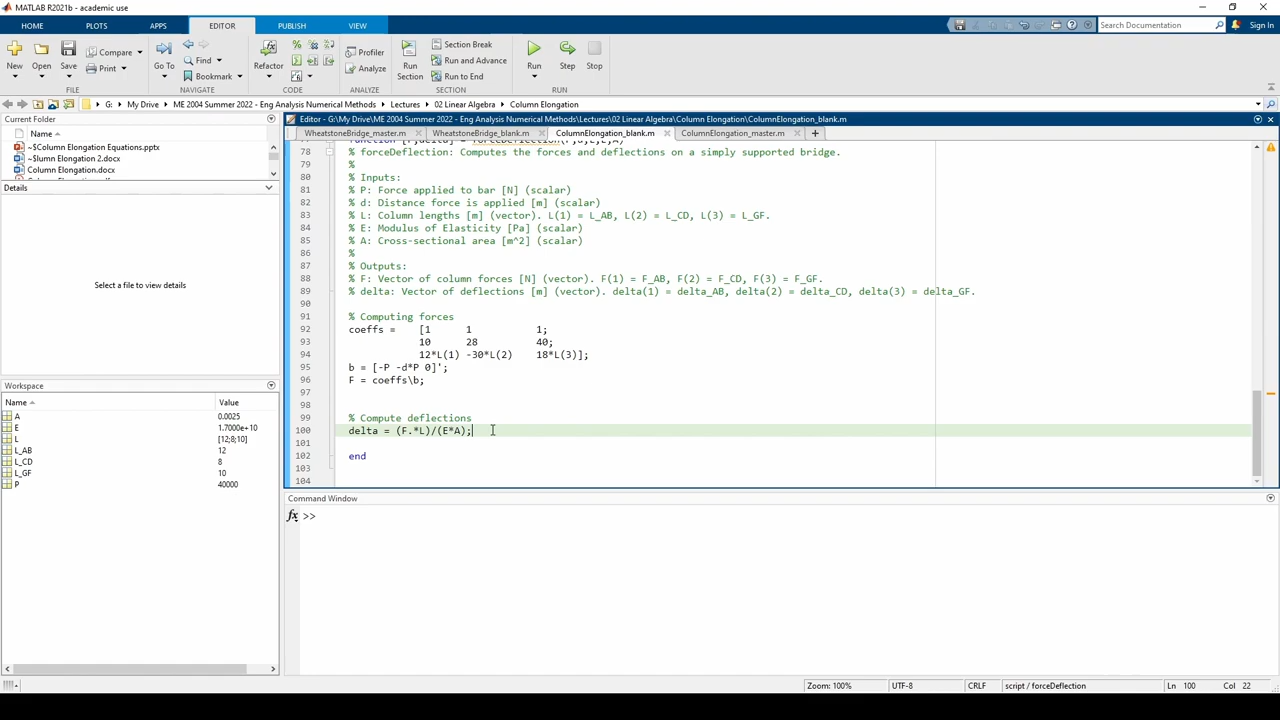 MATLAB R2021b - academic use
HOME PLOTS APPS EDITOR PUBLISH VIEW
Search Documentation
Sign In
New Open Save Compare Print
Go To Find Bookmark
Refactor
Profiler
Analyze
Run Section
Section Break
Run and Advance
Run to End
Run Step Stop
FILE NAVIGATE CODE ANALYZE SECTION RUN
G: My Drive ME 2004 Summer 2022 - Eng Analysis Numerical Methods Lectures 02 Linear Algebra Column Elongation
Current Folder
Name
~$Column Elongation Equations.pptx
~$lumn Elongation 2.docx
Column Elongation.docx
Details
Select a file to view details
Workspace
Name Value
A 0.0025
E 1.7000e+10
L [12;8;10]
L_AB 12
L_CD 8
L_GF 10
P 40000
Editor - G:\My Drive\ME 2004 Summer 2022 - Eng Analysis Numerical Methods\Lectures\02 Linear Algebra\Column Elongation\ColumnElongation_blank.m
WheatstoneBridge_master.m WheatstoneBridge_blank.m ColumnElongation_blank.m ColumnElongation_master.m
78 % forceDeflection: Computes the forces and deflections on a simply supported bridge.
79 %
80 % Inputs:
81 % P: Force applied to bar [N] (scalar)
82 % d: Distance force is applied [m] (scalar)
83 % L: Column lengths [m] (vector). L(1) = L_AB, L(2) = L_CD, L(3) = L_GF.
84 % E: Modulus of Elasticity [Pa] (scalar)
85 % A: Cross-sectional area [m^2] (scalar)
86 %
87 % Outputs:
88 % F: Vector of column forces [N] (vector). F(1) = F_AB, F(2) = F_CD, F(3) = F_GF.
89 % delta: Vector of deflections [m] (vector). delta(1) = delta_AB, delta(2) = delta_CD, delta(3) = delta_GF.
90
91 % Computing forces
92 coeffs = [1 1 1;
93 10 28 40;
94 12*L(1) -30*L(2) 18*L(3)];
95 b = [-P -d*P 0]';
96 F = coeffs\b;
97
98
99 % Compute deflections
100 delta = (F.*L)/(E*A);
101
102 end
103
104
Command Window
fx >>
Zoom: 100% UTF-8 CRLF script / forceDeflection Ln 100 Col 22